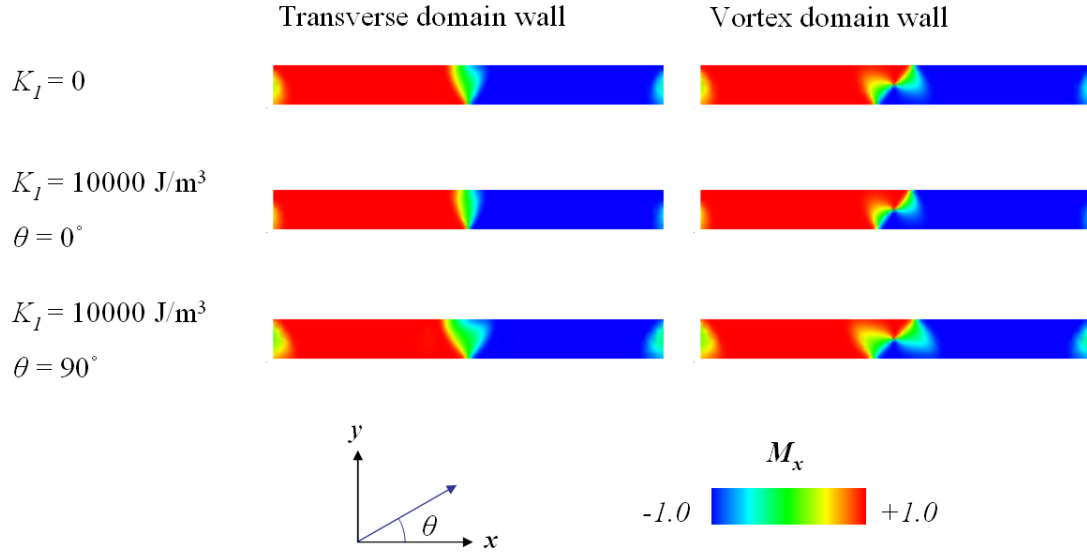 Transverse domain wall
Vortex domain wall
K₁ = 0
K₁ = 10000 J/m³
θ = 0°
K₁ = 10000 J/m³
θ = 90°
y
θ
x
Mₓ
-1.0
+1.0